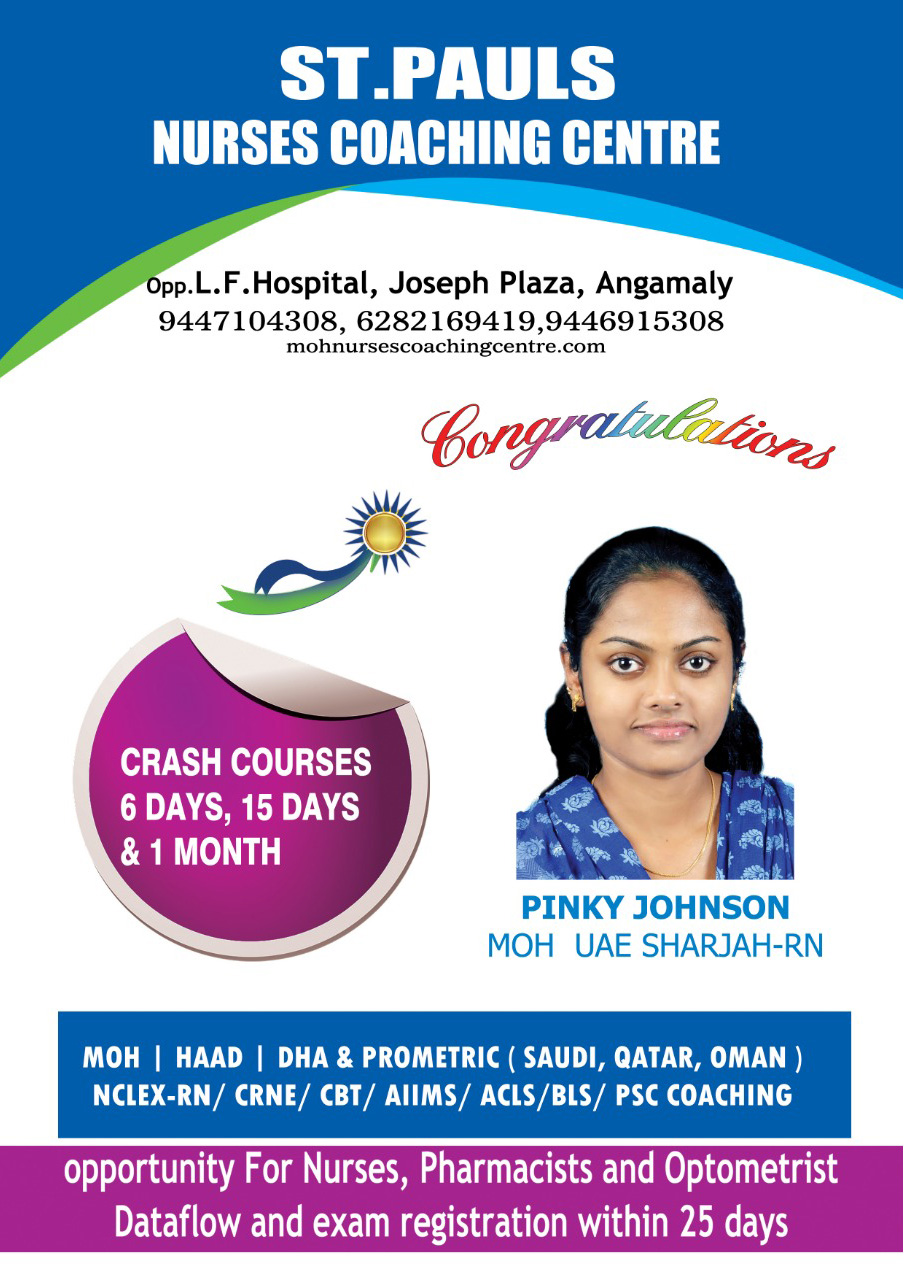 ST.PAULS
NURSES COACHING CENTRE
Opp.L.F.Hospital, Joseph Plaza, Angamaly
9447104308, 6282169419,9446915308
mohnursescoachingcentre.com
Congratulations
CRASH COURSES
6 DAYS, 15 DAYS
& 1 MONTH
PINKY JOHNSON
MOH UAE SHARJAH-RN
MOH | HAAD | DHA & PROMETRIC ( SAUDI, QATAR, OMAN )
NCLEX-RN/ CRNE/ CBT/ AIIMS/ ACLS/BLS/ PSC COACHING
opportunity For Nurses, Pharmacists and Optometrist
Dataflow and exam registration within 25 days